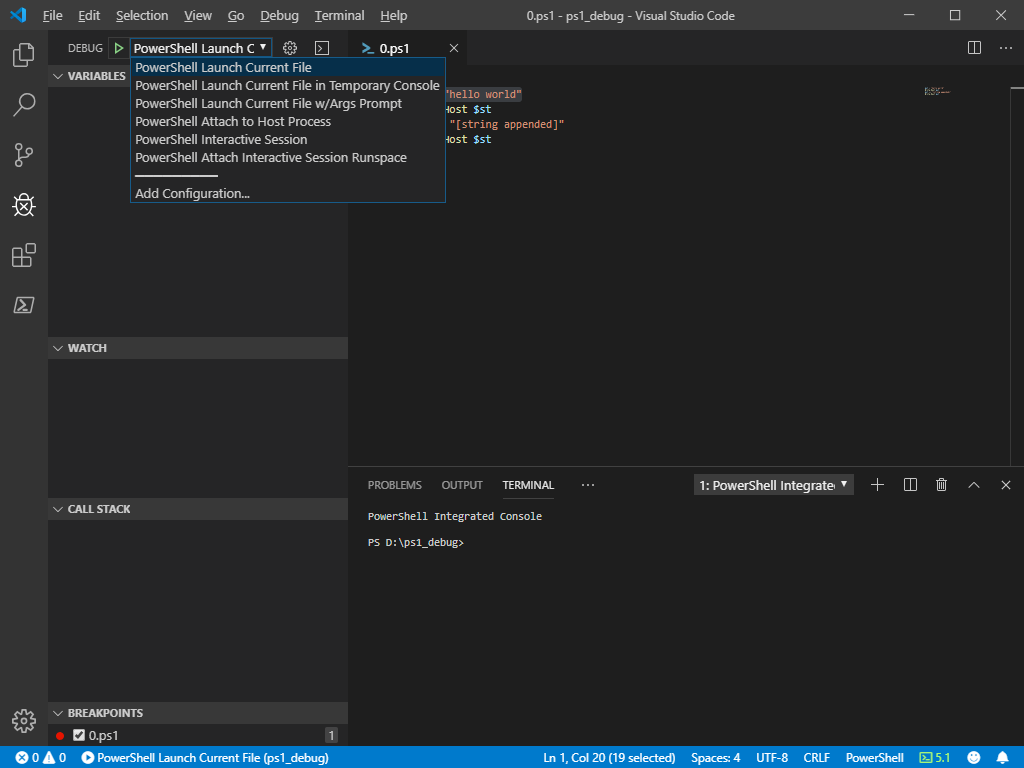 File Edit Selection View Go Debug Terminal Help 0.ps1 - ps1_debug - Visual Studio Code
DEBUG PowerShell Launch C 0.ps1
PowerShell Launch Current File
PowerShell Launch Current File in Temporary Console
PowerShell Launch Current File w/Args Prompt
PowerShell Attach to Host Process
PowerShell Interactive Session
PowerShell Attach Interactive Session Runspace
Add Configuration...
VARIABLES
"hello world"
Host $st
"[string appended]"
Host $st
WATCH
CALL STACK
BREAKPOINTS
0.ps1 1
PROBLEMS OUTPUT TERMINAL ··· 1: PowerShell Integrate
PowerShell Integrated Console
PS D:\ps1_debug>
0 0 PowerShell Launch Current File (ps1_debug) Ln 1, Col 20 (19 selected) Spaces: 4 UTF-8 CRLF PowerShell 5.1